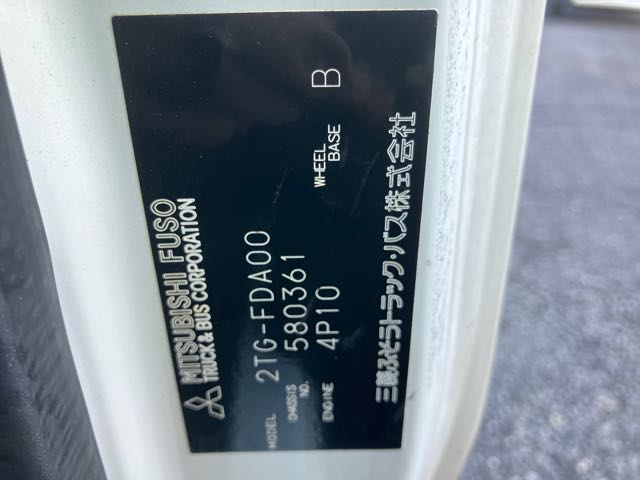 MITSUBISHI FUSO
TRUCK & BUS CORPORATION
MODEL 2TG-FDA00
CHASSIS NO. 580361
ENGINE 4P10 WHEEL BASE B
三菱ふそうトラック・バス株式会社